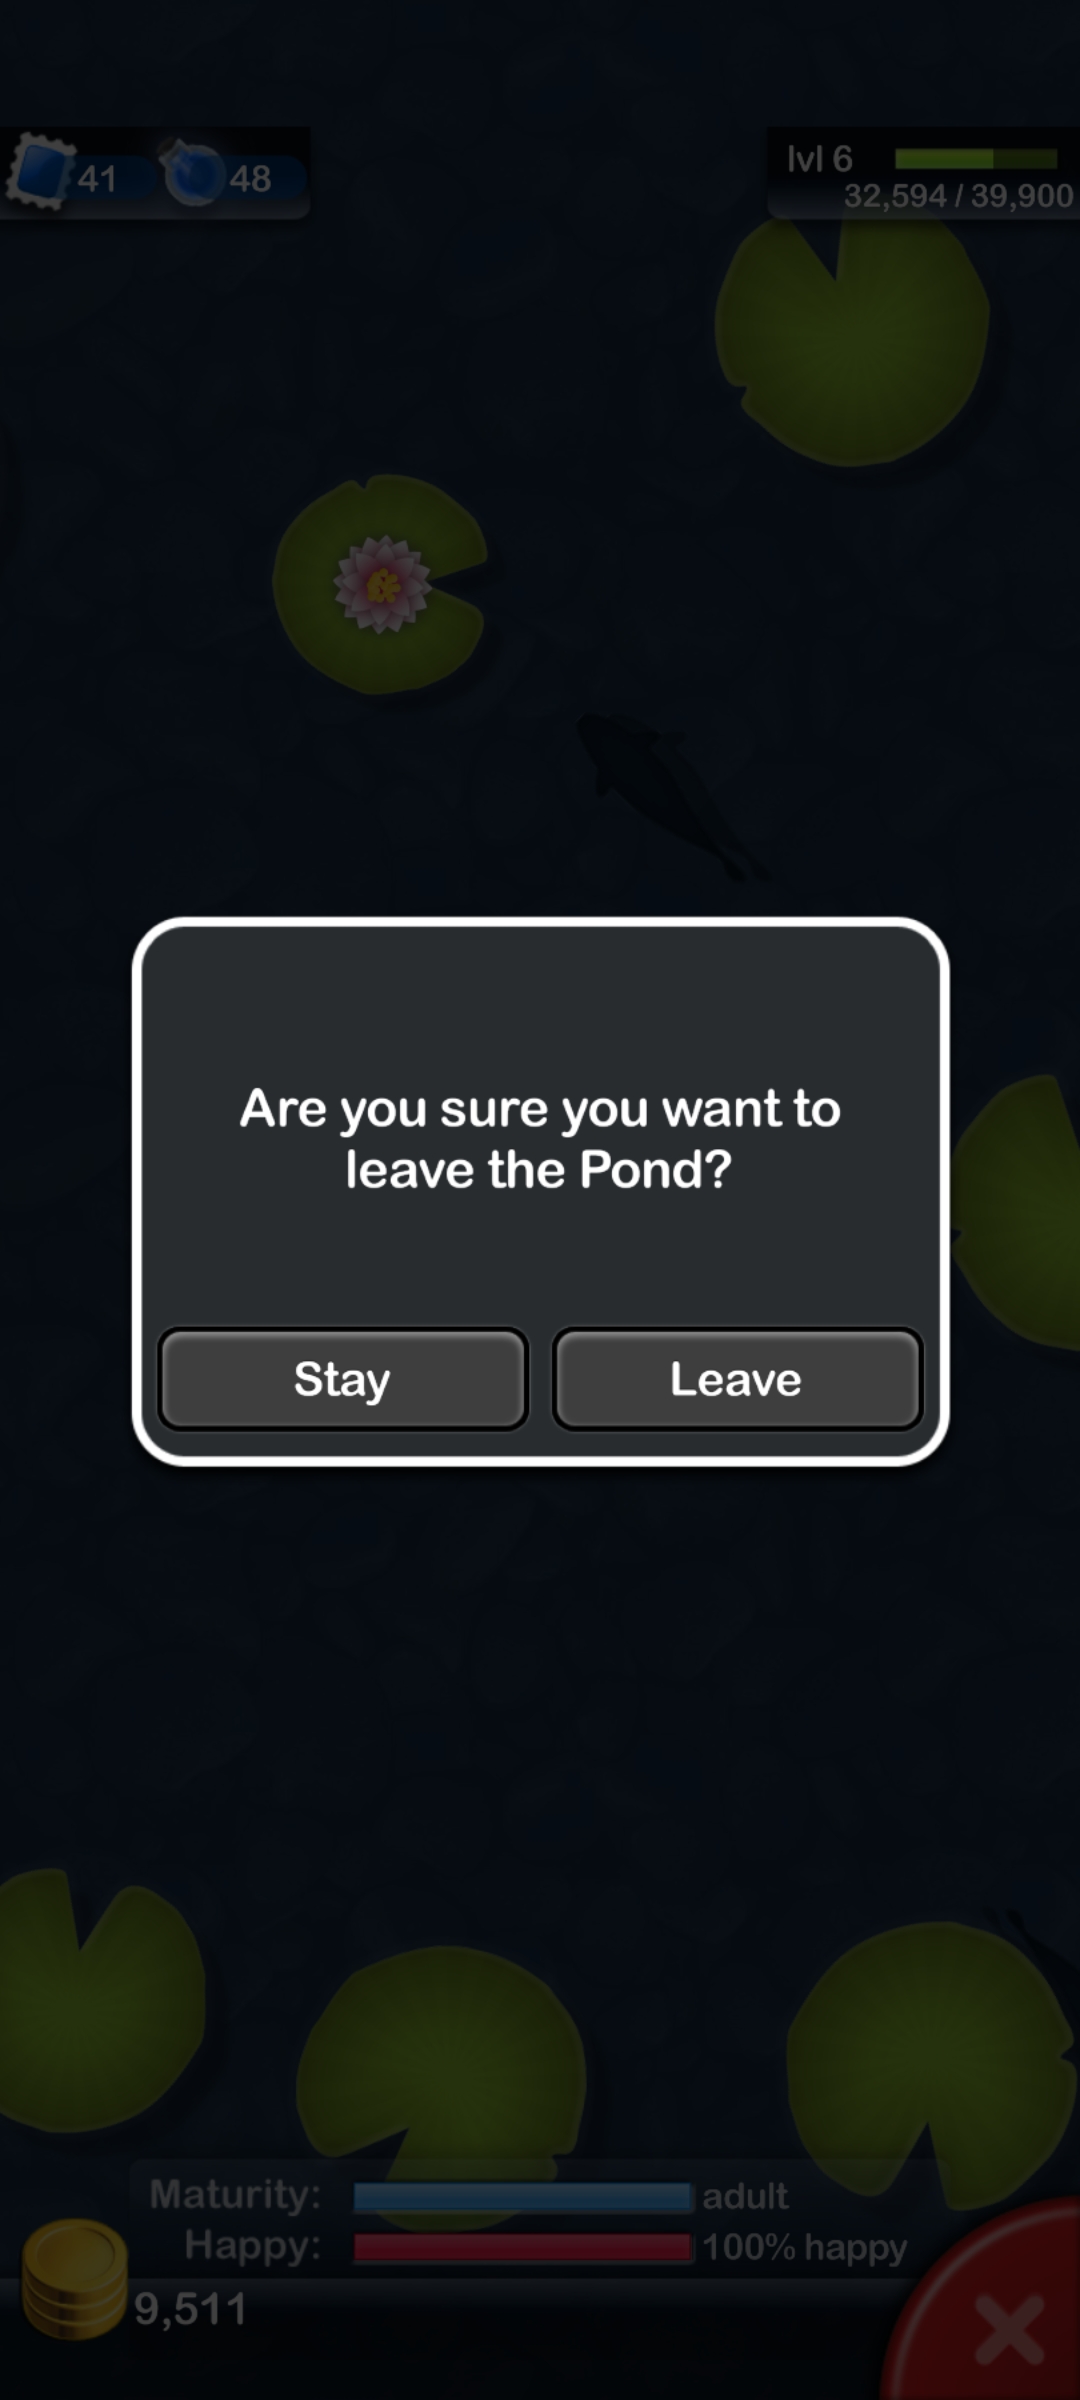 41
48
lvl 6
32,594 / 39,900
Are you sure you want to
leave the Pond?
Stay
Leave
Maturity: adult
Happy: 100% happy
9,511